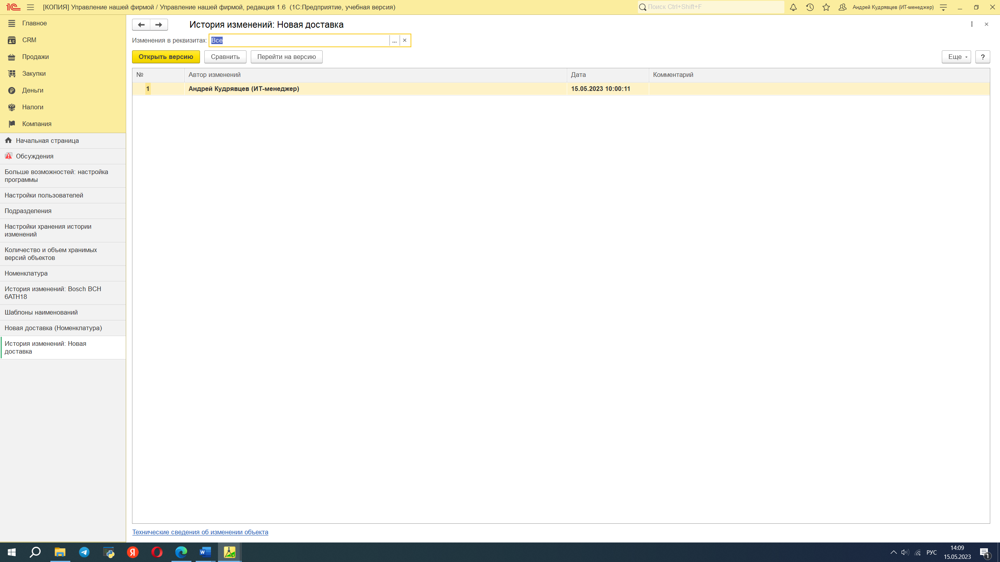 1С [КОПИЯ] Управление нашей фирмой / Управление нашей фирмой, редакция 1.6 (1С:Предприятие, учебная версия)
Поиск Ctrl+Shift+F
Андрей Кудрявцев (ИТ-менеджер)
Главное
CRM
Продажи
Закупки
Деньги
Налоги
Компания
Начальная страница
Обсуждения
Больше возможностей: настройка
программы
Настройки пользователей
Подразделения
Настройки хранения истории
изменений
Количество и объем хранимых
версий объектов
Номенклатура
История изменений: Bosch BCH
6ATH18
Шаблоны наименований
Новая доставка (Номенклатура)
История изменений: Новая
доставка
История изменений: Новая доставка
Изменения в реквизитах: Все ...
Открыть версию Сравнить Перейти на версию Еще ?
№ Автор изменений Дата Комментарий
1 Андрей Кудрявцев (ИТ-менеджер) 15.05.2023 10:00:11
Технические сведения об изменении объекта
РУС
14:09
15.05.2023
1